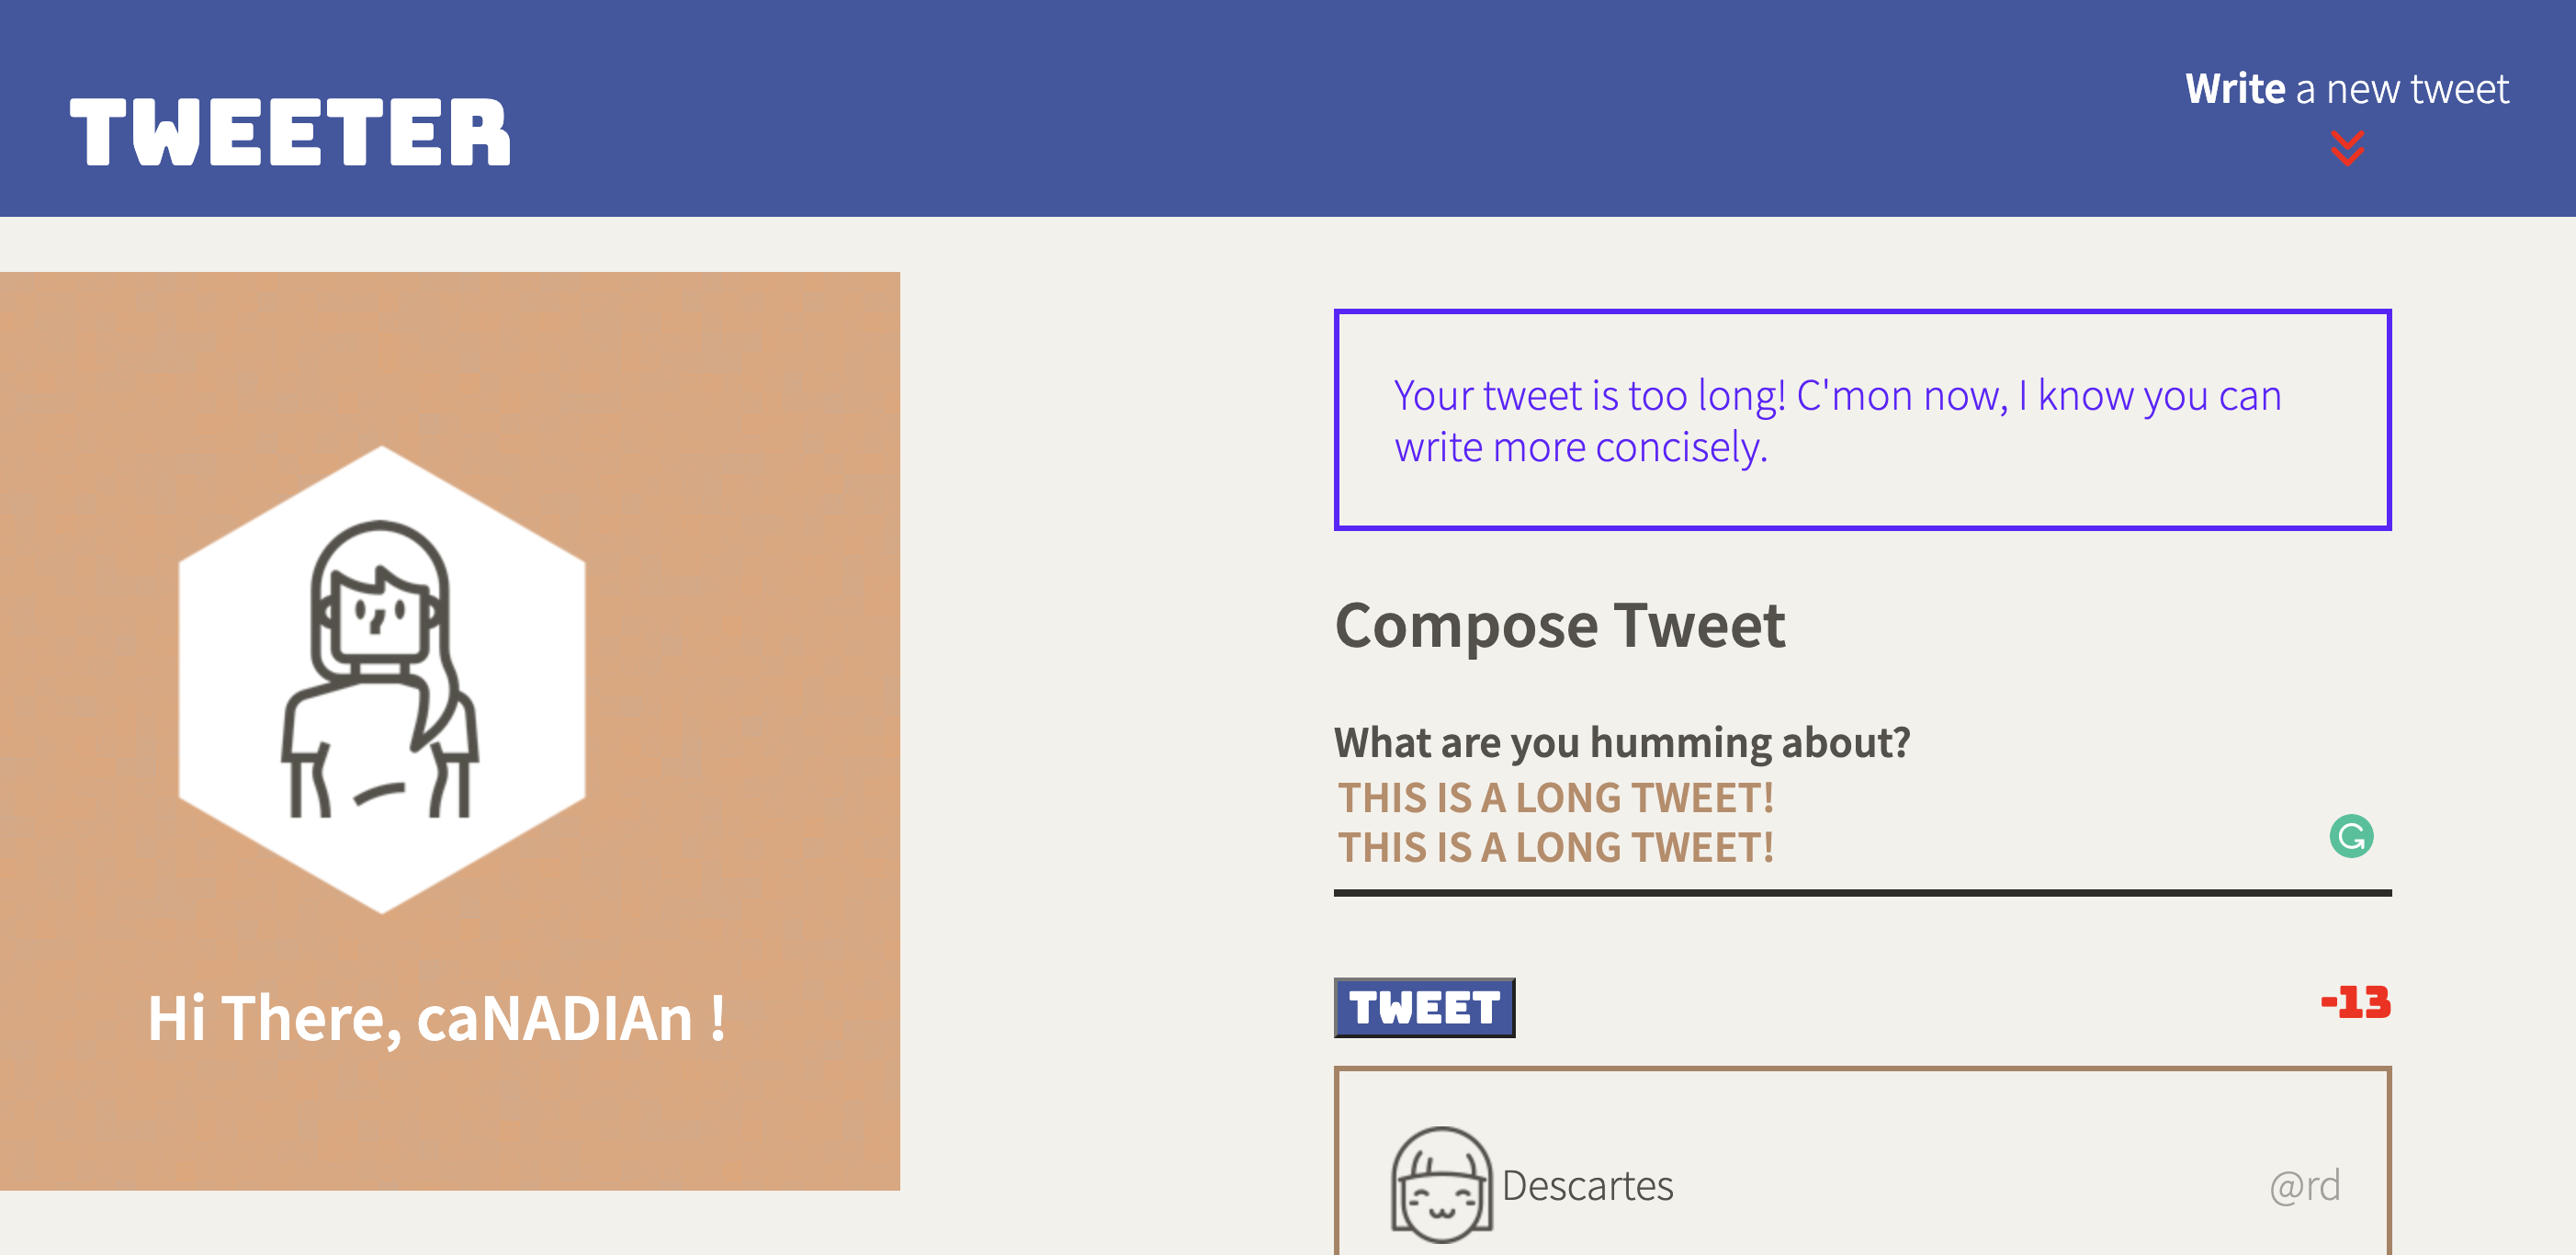 TWEETER
Write a new tweet
Hi There, caNADIAn !
Your tweet is too long! C'mon now, I know you can
write more concisely.
Compose Tweet
What are you humming about?
THIS IS A LONG TWEET!
THIS IS A LONG TWEET!
TWEET
-13
Descartes
@rd